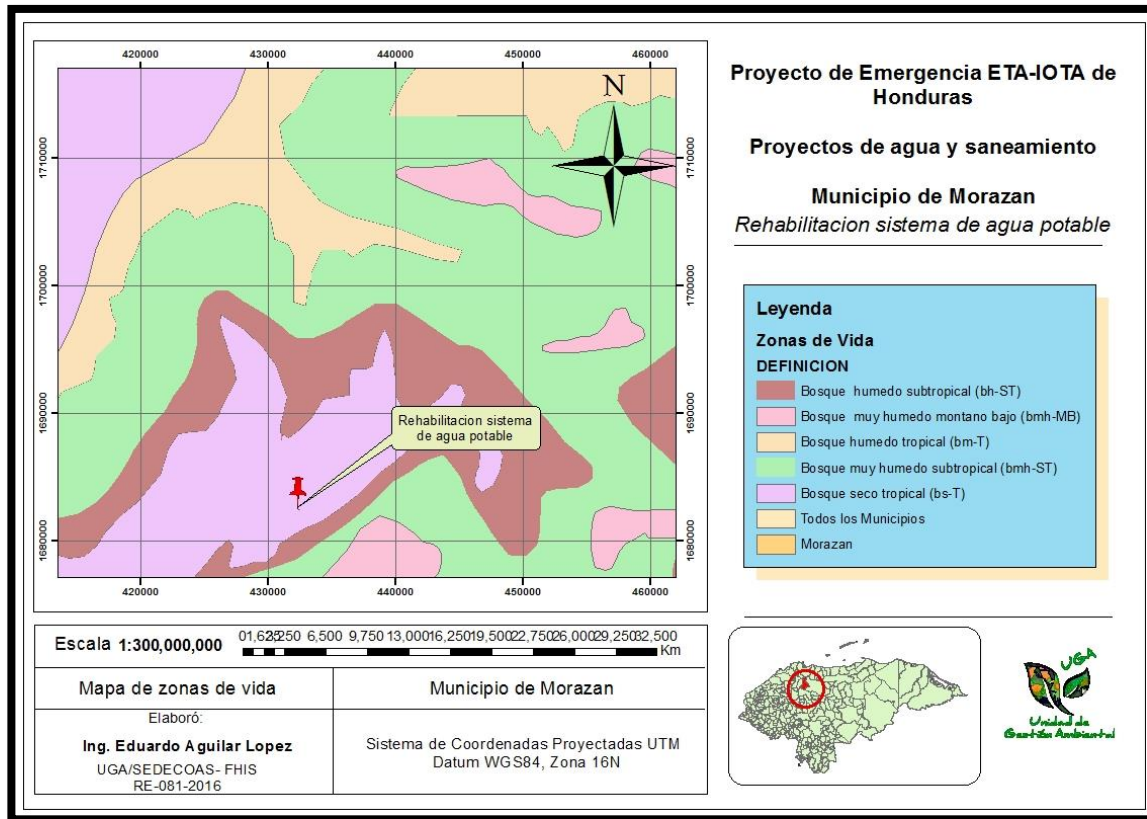 420000 430000 440000 450000 460000
N
1710000
1700000
1690000
1680000
1710000
1700000
1690000
1680000
Rehabilitacion sistema
de agua potable
420000 430000 440000 450000 460000
Proyecto de Emergencia ETA-IOTA de
Honduras
Proyectos de agua y saneamiento
Municipio de Morazan
Rehabilitacion sistema de agua potable
Leyenda
Zonas de Vida
DEFINICION
Bosque humedo subtropical (bh-ST)
Bosque muy humedo montano bajo (bmh-MB)
Bosque humedo tropical (bm-T)
Bosque muy humedo subtropical (bmh-ST)
Bosque seco tropical (bs-T)
Todos los Municipios
Morazan
Escala 1:300,000,000
6,500 9,750 13,000 16,250 19,500 22,750 26,000 29,250 32,500
Km
Mapa de zonas de vida
Municipio de Morazan
Elaboró:
Ing. Eduardo Aguilar Lopez
UGA/SEDECOAS- FHIS
RE-081-2016
Sistema de Coordenadas Proyectadas UTM
Datum WGS84, Zona 16N
UGA
Unidad de
Gestión Ambiental